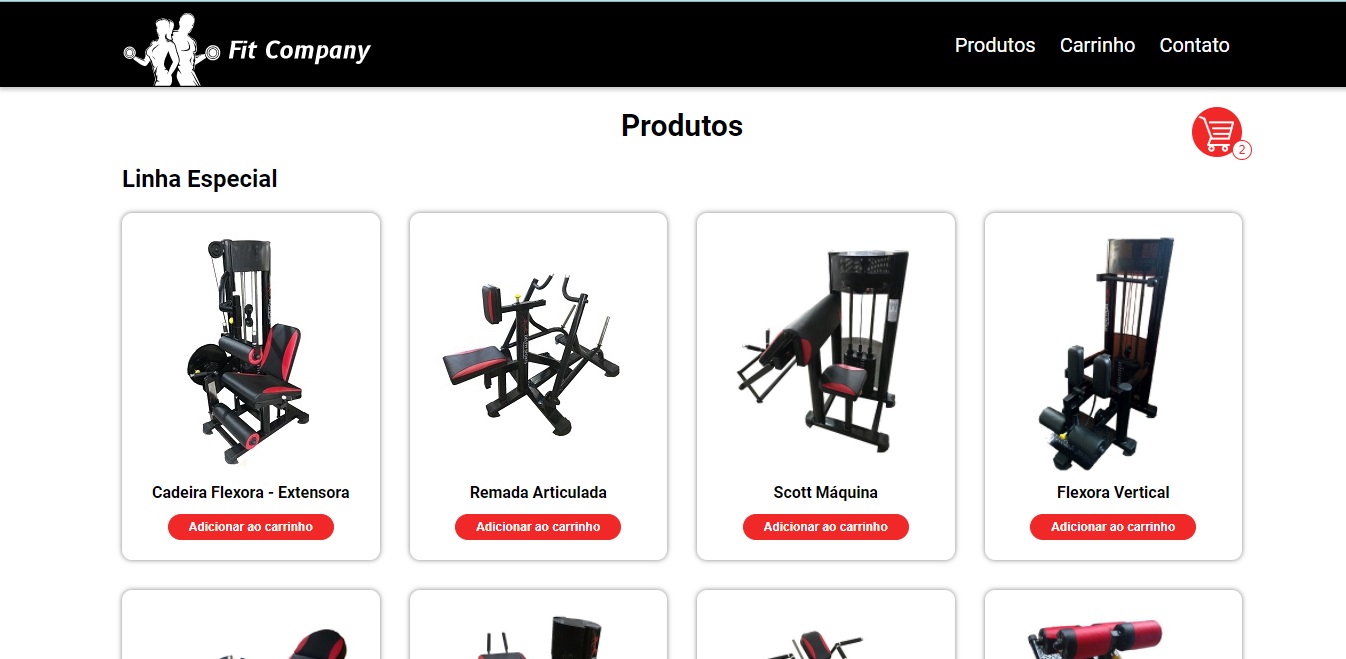 Fit Company
Produtos Carrinho Contato
Produtos
2
Linha Especial
Cadeira Flexora - Extensora
Adicionar ao carrinho
Remada Articulada
Adicionar ao carrinho
Scott Máquina
Adicionar ao carrinho
Flexora Vertical
Adicionar ao carrinho